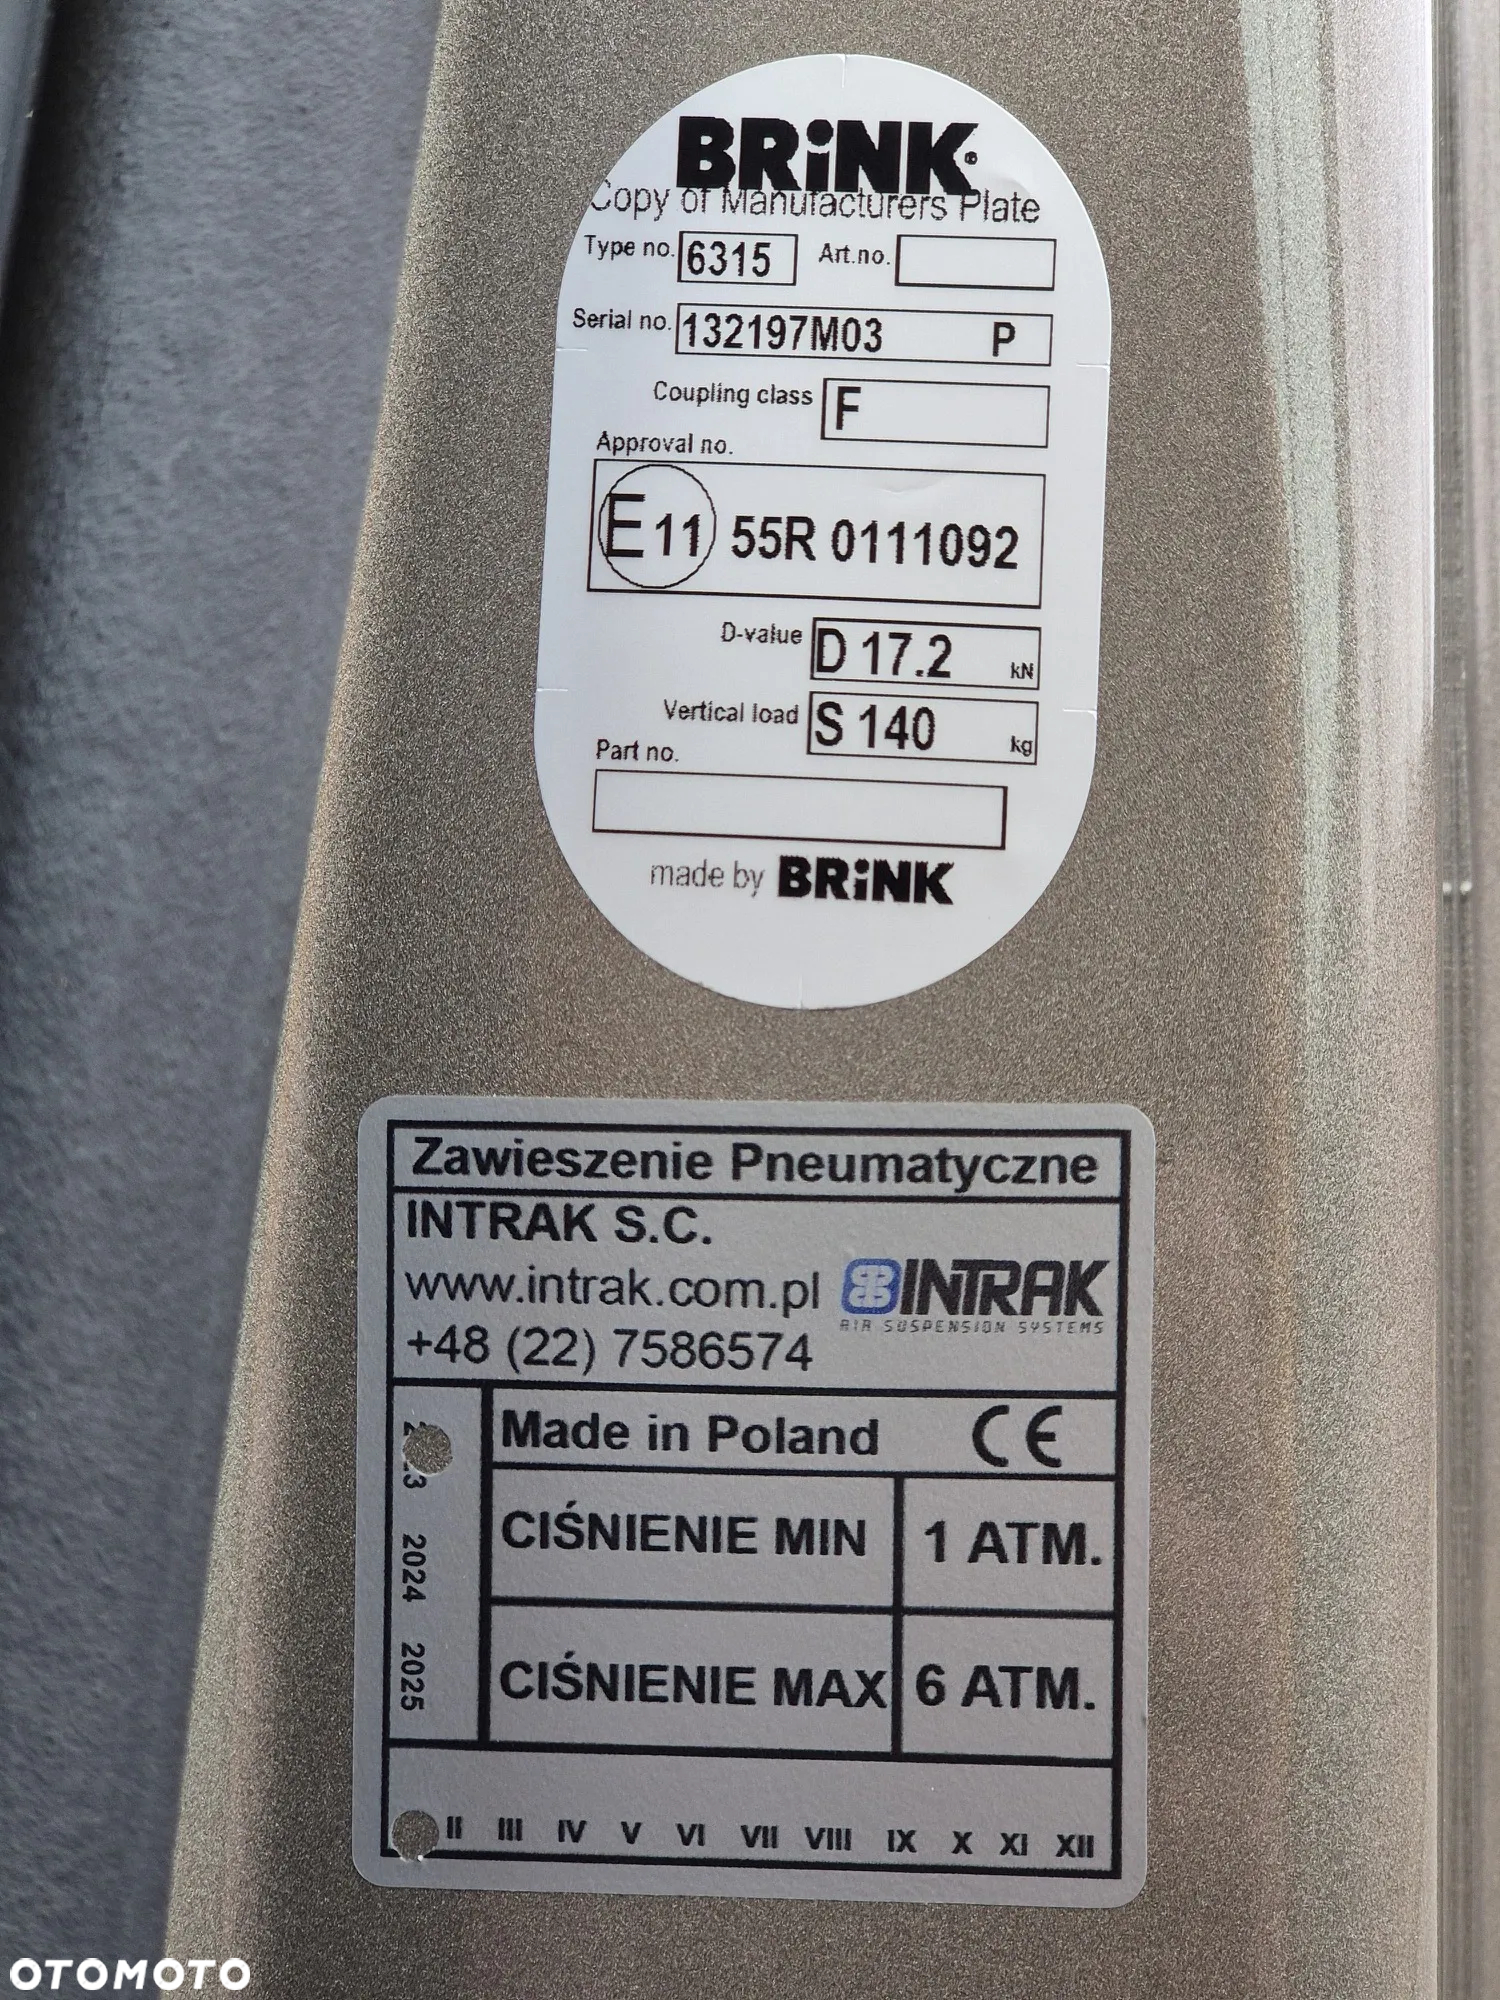 BRiNK®
Copy of Manufacturers Plate
Type no. 6315 Art.no.
Serial no. 132197M03 P
Coupling class F
Approval no.
E 11 55R 0111092
D-value D 17.2 kN
Vertical load S 140 kg
Part no.
made by BRiNK
Zawieszenie Pneumatyczne
INTRAK S.C.
www.intrak.com.pl INTRAK
AIR SUSPENSION SYSTEMS
+48 (22) 7586574
Made in Poland CE
CIŚNIENIE MIN 1 ATM.
CIŚNIENIE MAX 6 ATM.
2024
2025
II III IV V VI VII VIII IX X XI XII
OTOMOTO